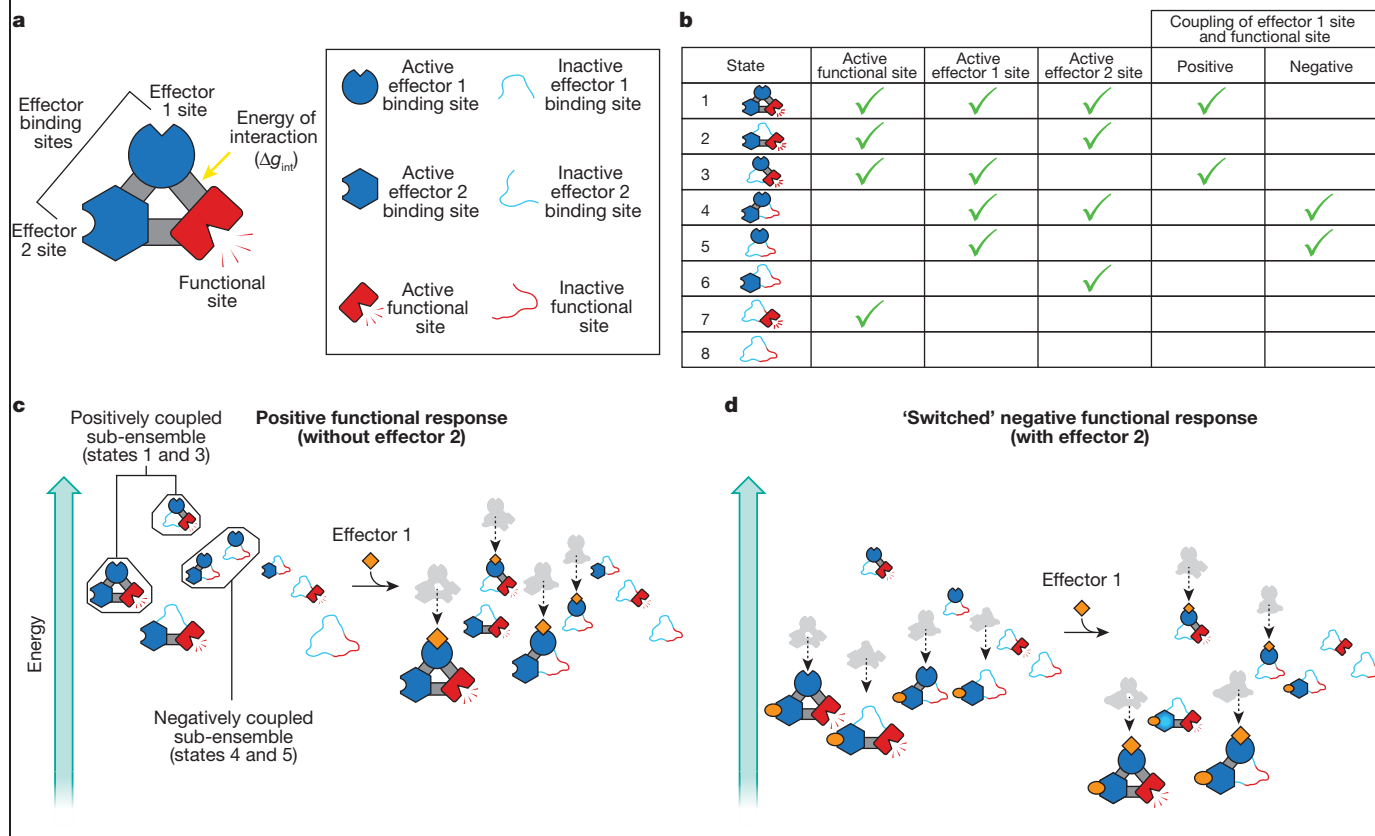 a
Effector
binding
sites
Effector
1 site
Energy of
interaction
(Δgint)
Effector
2 site
Functional
site
Active
effector 1
binding site
Inactive
effector 1
binding site
Active
effector 2
binding site
Inactive
effector 2
binding site
Active
functional
site
Inactive
functional
site
b
Coupling of effector 1 site
and functional site
State
Active
functional site
Active
effector 1 site
Active
effector 2 site
Positive
Negative
1
2
3
4
5
6
7
8
c
Positively coupled
sub-ensemble
(states 1 and 3)
Positive functional response
(without effector 2)
Energy
Effector 1
Negatively coupled
sub-ensemble
(states 4 and 5)
d
‘Switched’ negative functional response
(with effector 2)
Effector 1